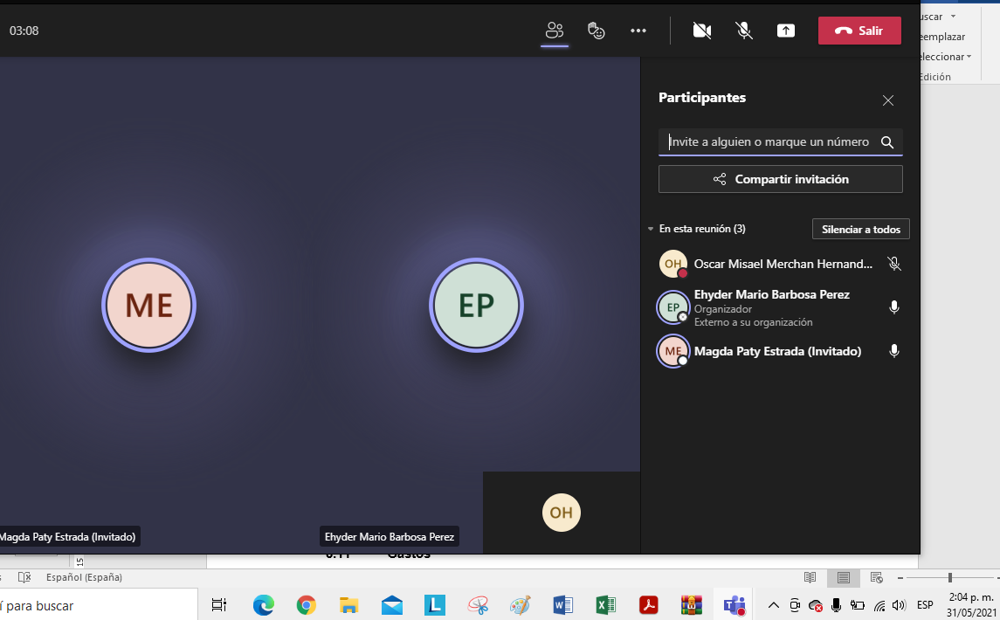 03:08
Salir
uscar
eemplazar
eleccionar
Edición
Participantes
Invite a alguien o marque un número
Compartir invitación
En esta reunión (3)
Silenciar a todos
OH
Oscar Misael Merchan Hernand...
EP
Ehyder Mario Barbosa Perez
Organizador
Externo a su organización
ME
Magda Paty Estrada (Invitado)
ME
EP
OH
Magda Paty Estrada (Invitado)
Ehyder Mario Barbosa Perez
15
Gastos
Español (España)
í para buscar
ESP
2:04 p. m.
31/05/2021